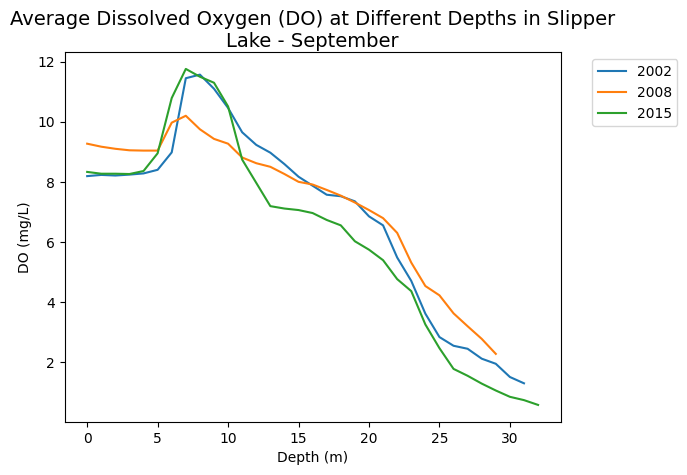 Average Dissolved Oxygen (DO) at Different Depths in Slipper
Lake - September
12
10
8
6
4
2
DO (mg/L)
0 5 10 15 20 25 30
Depth (m)
2002
2008
2015